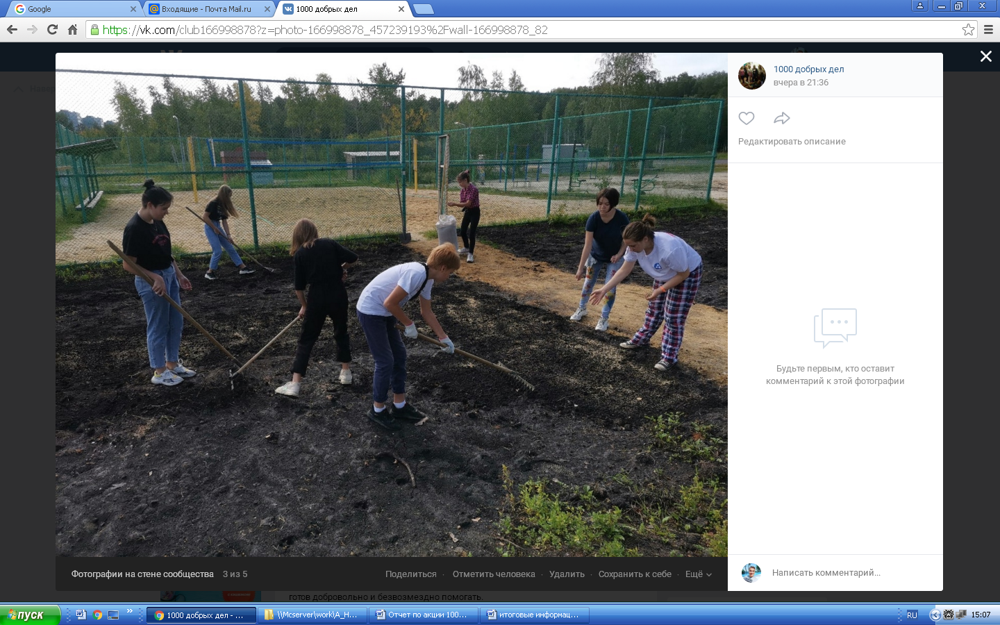 Google
Входящие - Почта Mail.ru
1000 добрых дел
https://vk.com/club166998878?z=photo-166998878_457239193%2Fwall-166998878_82
1000 добрых дел
вчера в 21:36
Редактировать описание
Будьте первым, кто оставит
комментарий к этой фотографии
Написать комментарий...
Фотографии на стене сообщества 3 из 5
Поделиться · Отметить человека · Удалить · Сохранить к себе · Ещё
готов добровольно и безвозмездно помогать.
пуск
1000 добрых дел - ...
\\Mcserver\work\A_Н...
Отчет по акции 100...
итоговые информац...
RU
15:07